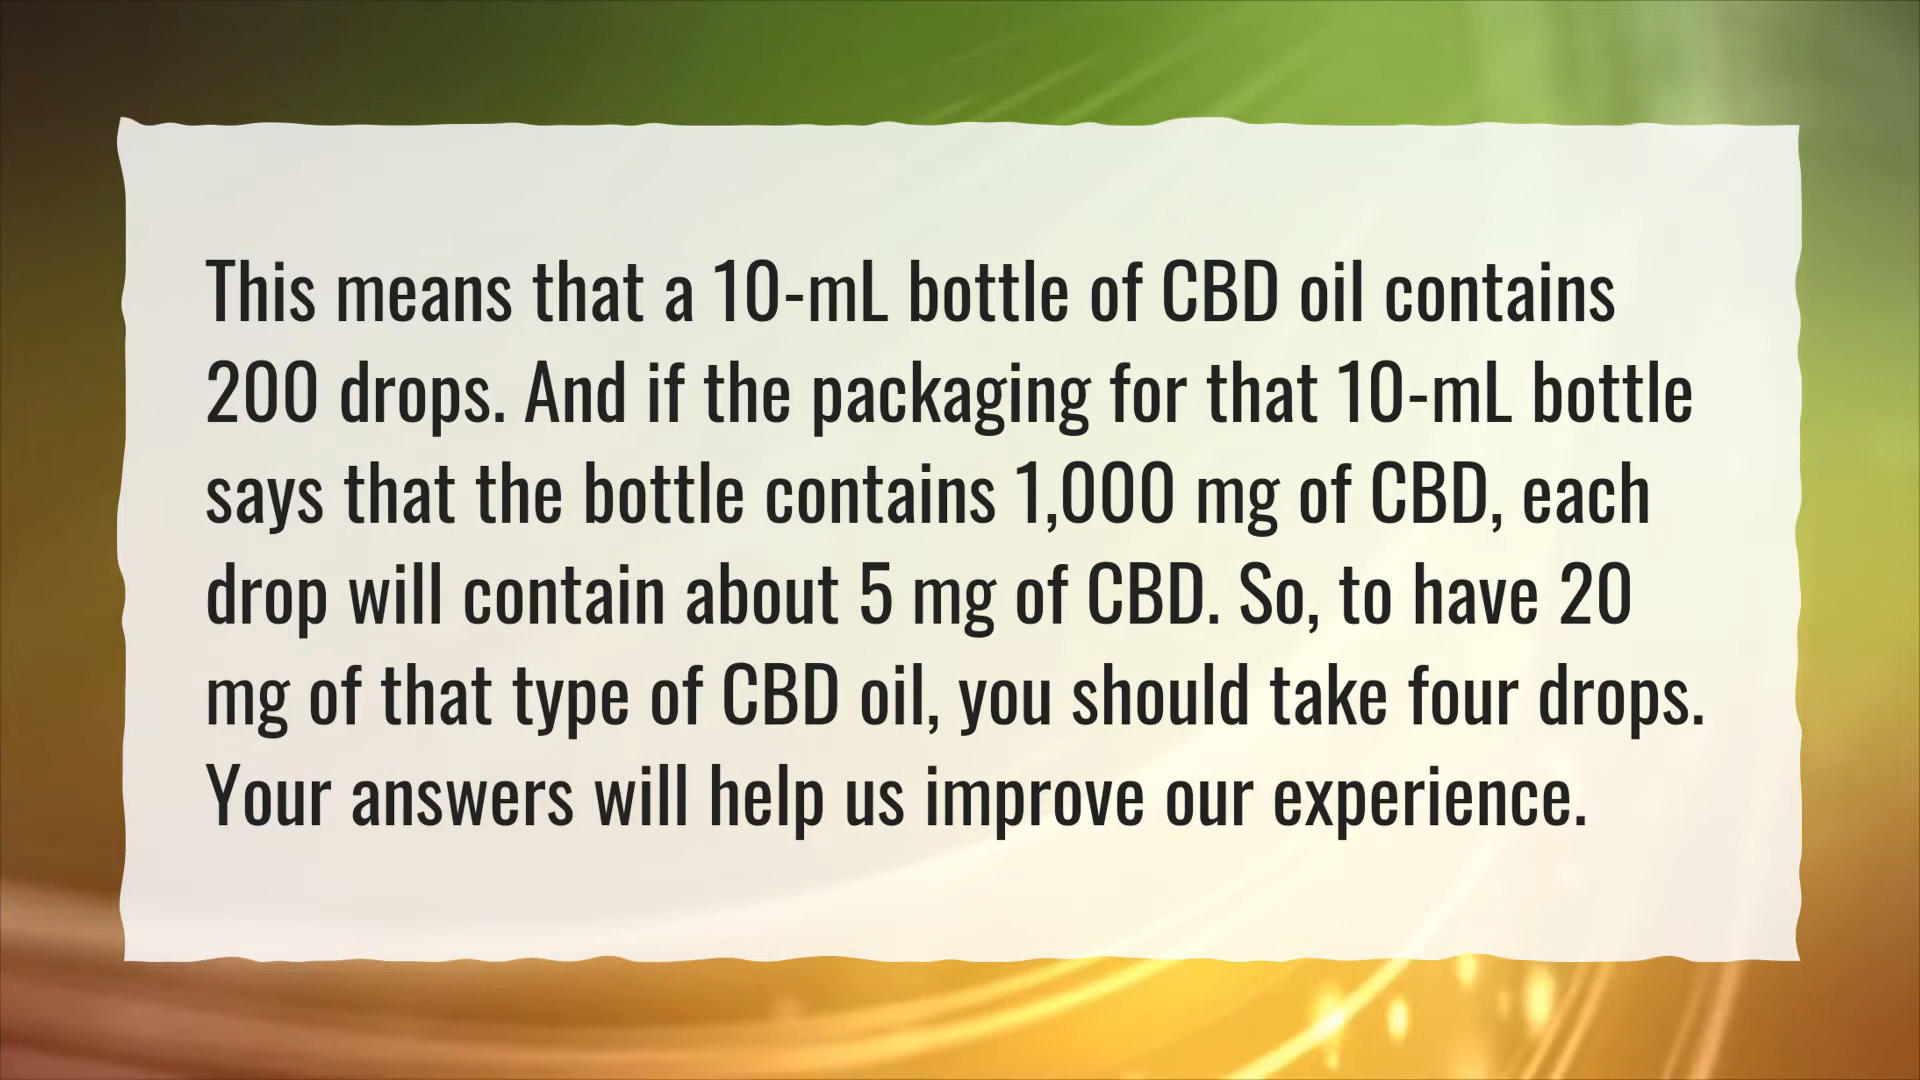 This means that a 10-mL bottle of CBD oil contains
200 drops. And if the packaging for that 10-mL bottle
says that the bottle contains 1,000 mg of CBD, each
drop will contain about 5 mg of CBD. So, to have 20
mg of that type of CBD oil, you should take four drops.
Your answers will help us improve our experience.